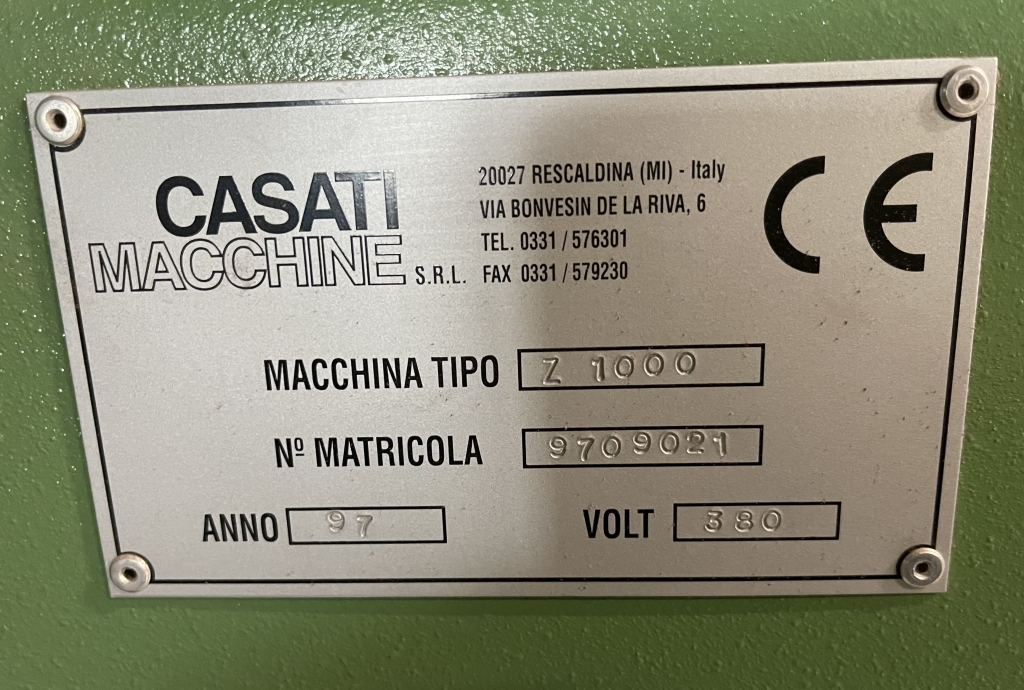 CASATI
MACCHINE S.R.L.
20027 RESCALDINA (MI) - Italy
VIA BONVESIN DE LA RIVA, 6
TEL. 0331 / 576301
FAX 0331 / 579230
CE
MACCHINA TIPO Z 1000
Nº MATRICOLA 9709021
ANNO 97 VOLT 380